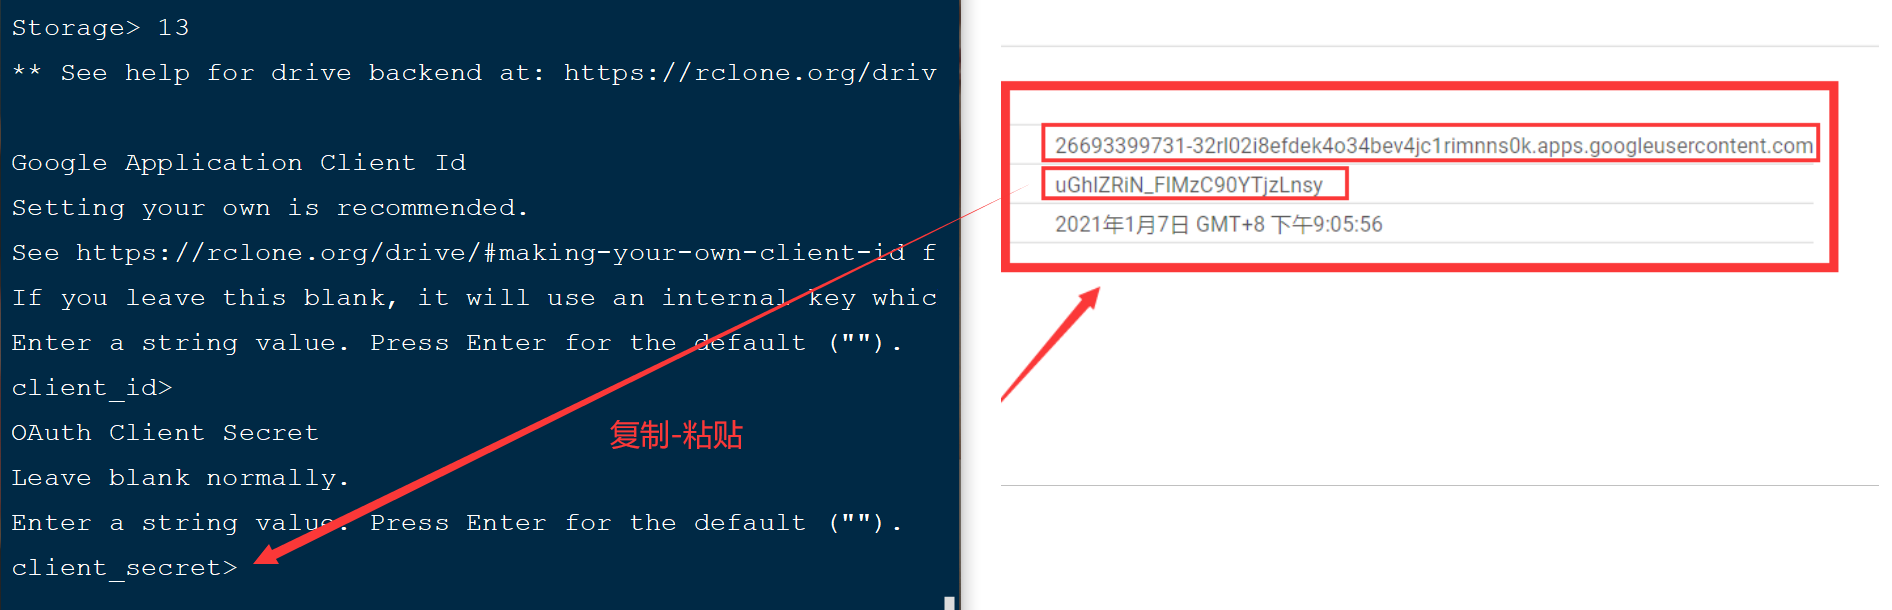 Storage> 13
** See help for drive backend at: https://rclone.org/driv
Google Application Client Id
Setting your own is recommended.
See https://rclone.org/drive/#making-your-own-client-id f
If you leave this blank, it will use an internal key whic
Enter a string value. Press Enter for the default ("").
client_id>
OAuth Client Secret
Leave blank normally.
Enter a string value. Press Enter for the default ("").
client_secret>
复制-粘贴
26693399731-32rl02i8efdek4o34bev4jc1rimnns0k.apps.googleusercontent.com
uGhIZRiN_FlMzC90YTjzLnsy
2021年1月7日 GMT+8 下午9:05:56